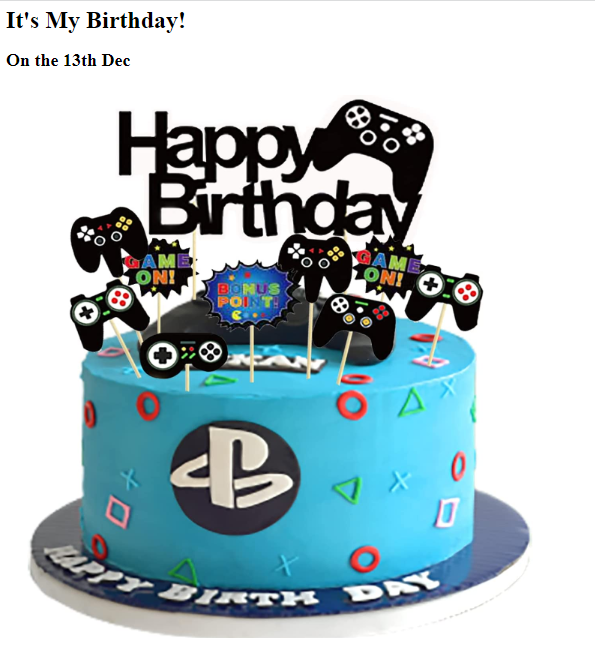 It's My Birthday!
On the 13th Dec
Happy
Birthday
GAME
ON!
BONUS
POINT!
GAME
ON!
HAPPY BIRTH DAY